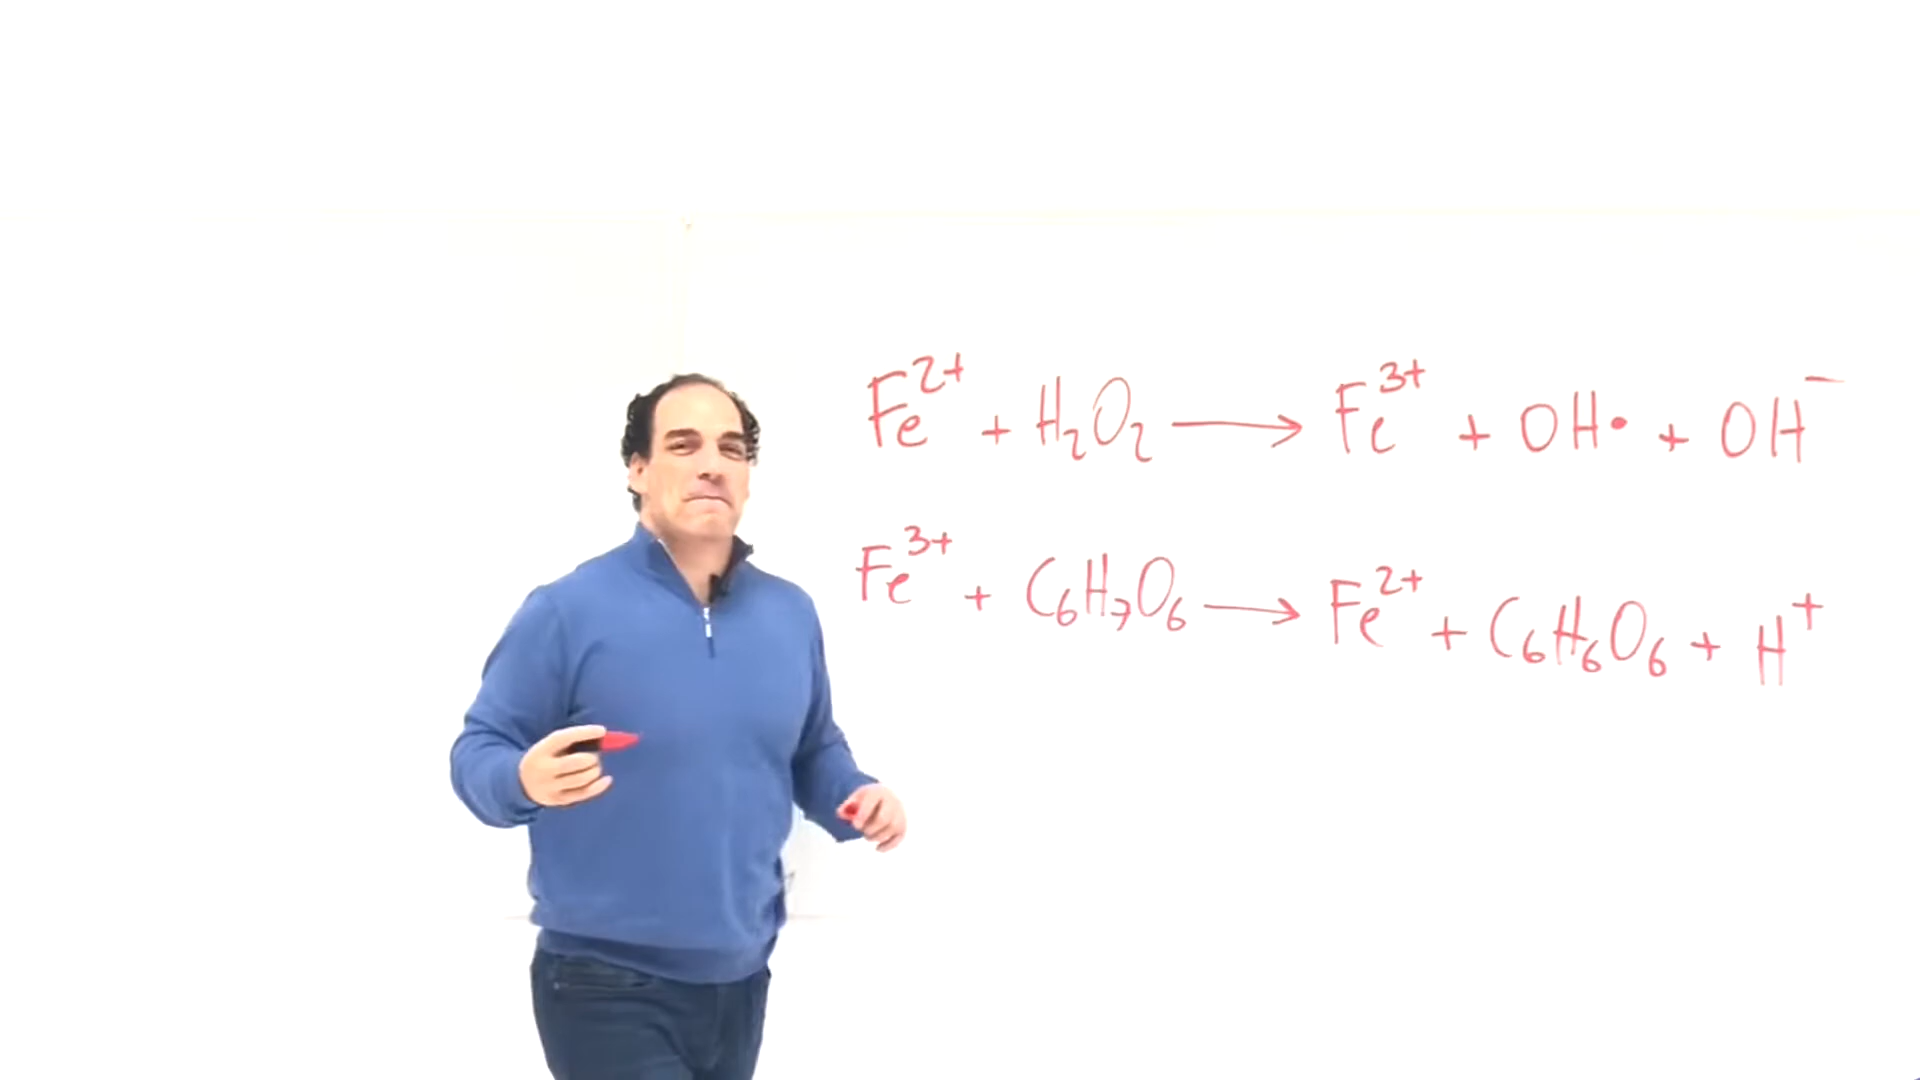 Fe²⁺ + H₂O₂ → Fe³⁺ + OH• + OH⁻
Fe³⁺ + C₆H₇O₆ → Fe²⁺ + C₆H₆O₆ + H⁺